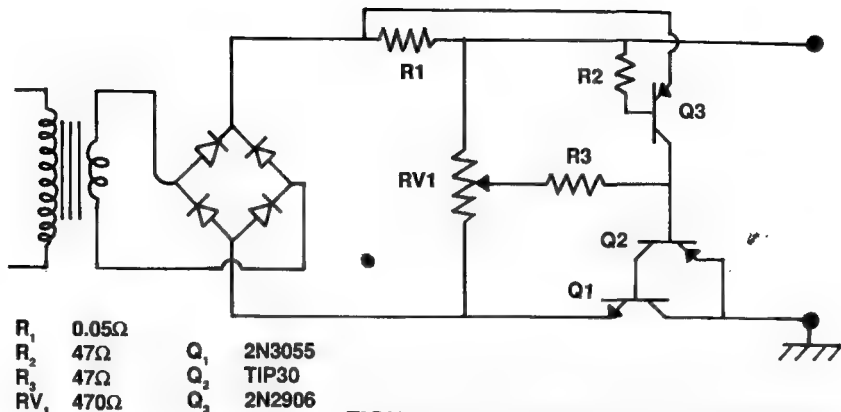 R1
R2
Q3
R3
RV1
Q2
Q1
R₁ 0.05Ω
R₂ 47Ω Q₁ 2N3055
R₃ 47Ω Q₂ TIP30
RV₁ 470Ω Q₃ 2N2906